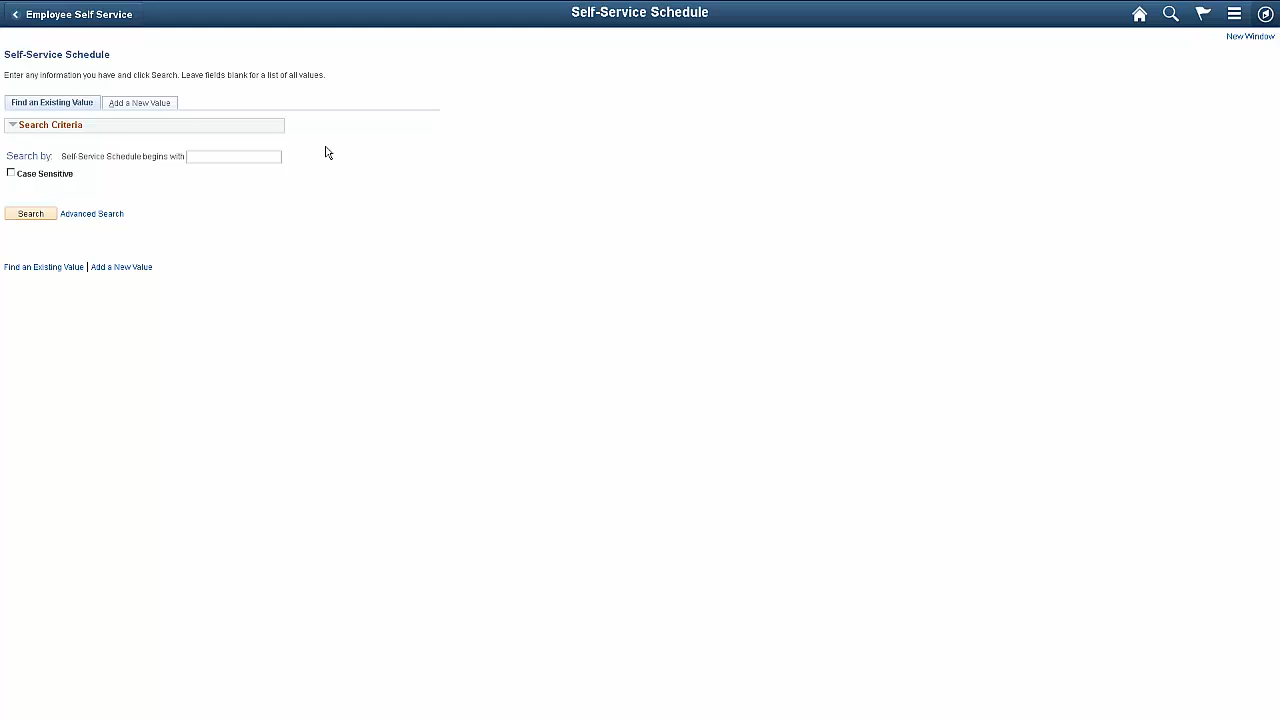 Employee Self Service
Self-Service Schedule
New Window
Self-Service Schedule
Enter any information you have and click Search. Leave fields blank for a list of all values.
Find an Existing Value
Add a New Value
Search Criteria
Search by: Self-Service Schedule begins with
Case Sensitive
Search Advanced Search
Find an Existing Value | Add a New Value